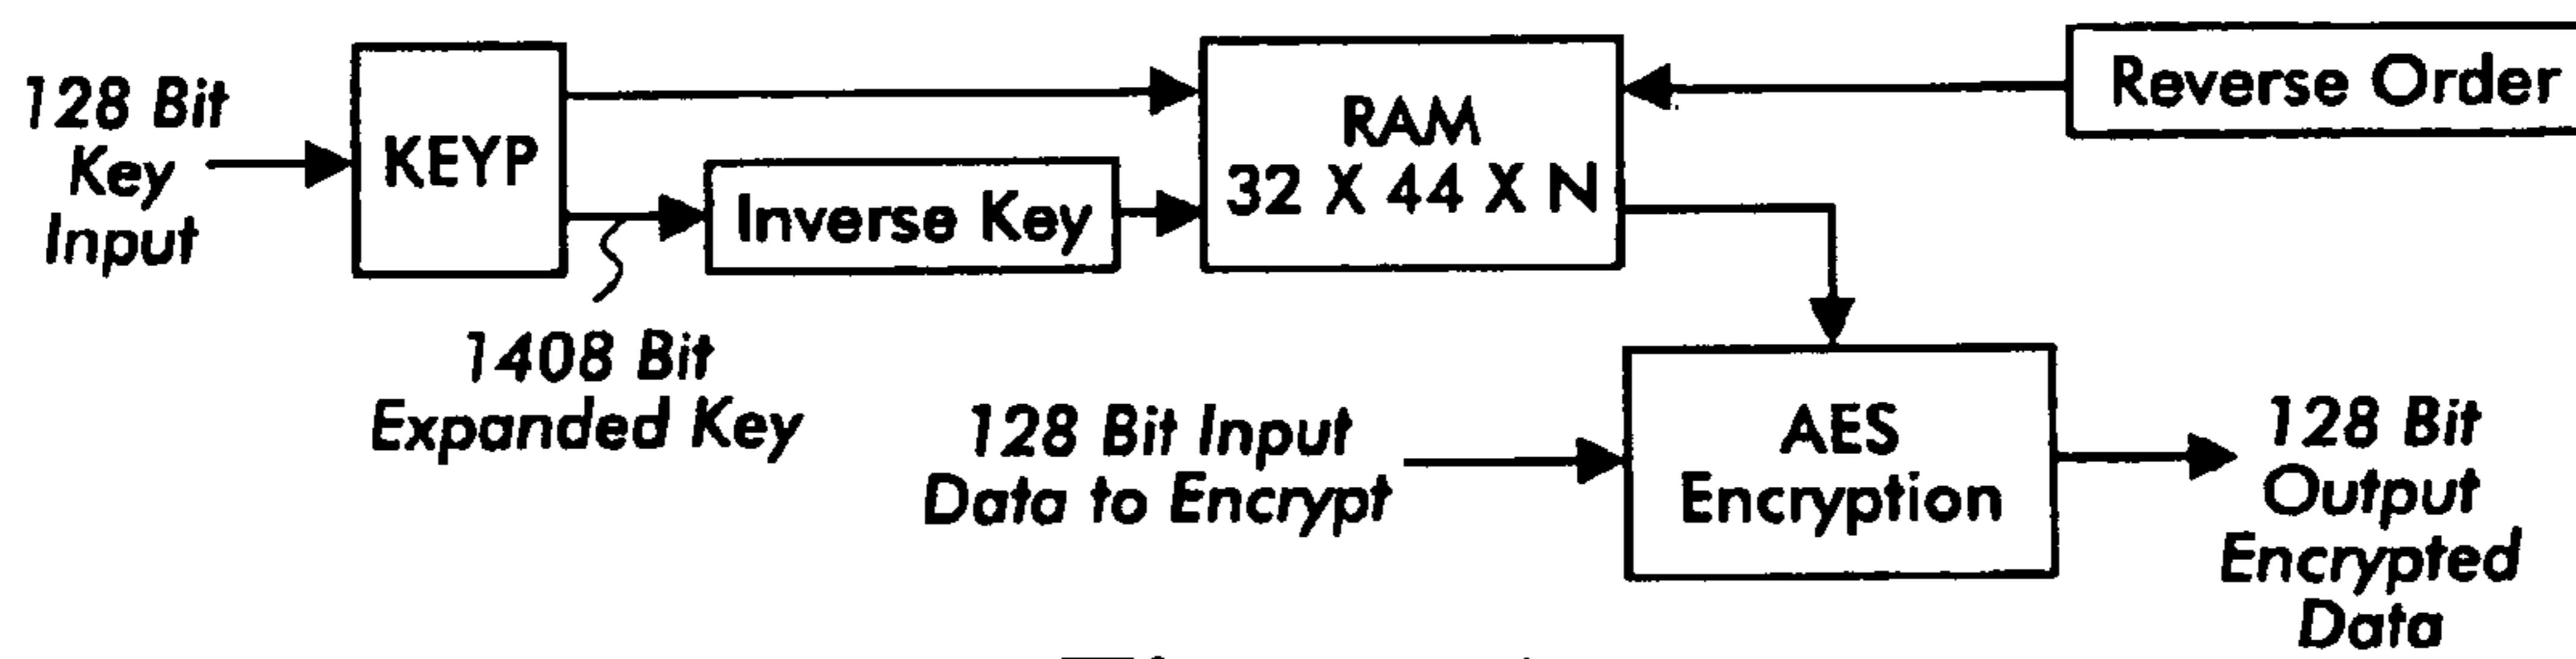 128 Bit
Key
Input
KEYP
Inverse Key
1408 Bit
Expanded Key
RAM
32 X 44 X N
Reverse Order
128 Bit Input
Data to Encrypt
AES
Encryption
128 Bit
Output
Encrypted
Data